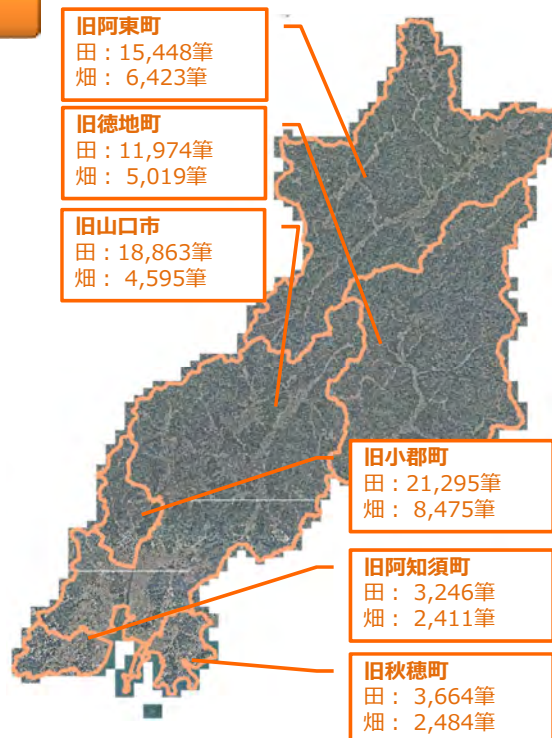 旧阿東町
田：15,448筆
畑： 6,423筆
旧徳地町
田：11,974筆
畑： 5,019筆
旧山口市
田：18,863筆
畑： 4,595筆
旧小郡町
田：21,295筆
畑： 8,475筆
旧阿知須町
田： 3,246筆
畑： 2,411筆
旧秋穂町
田： 3,664筆
畑： 2,484筆